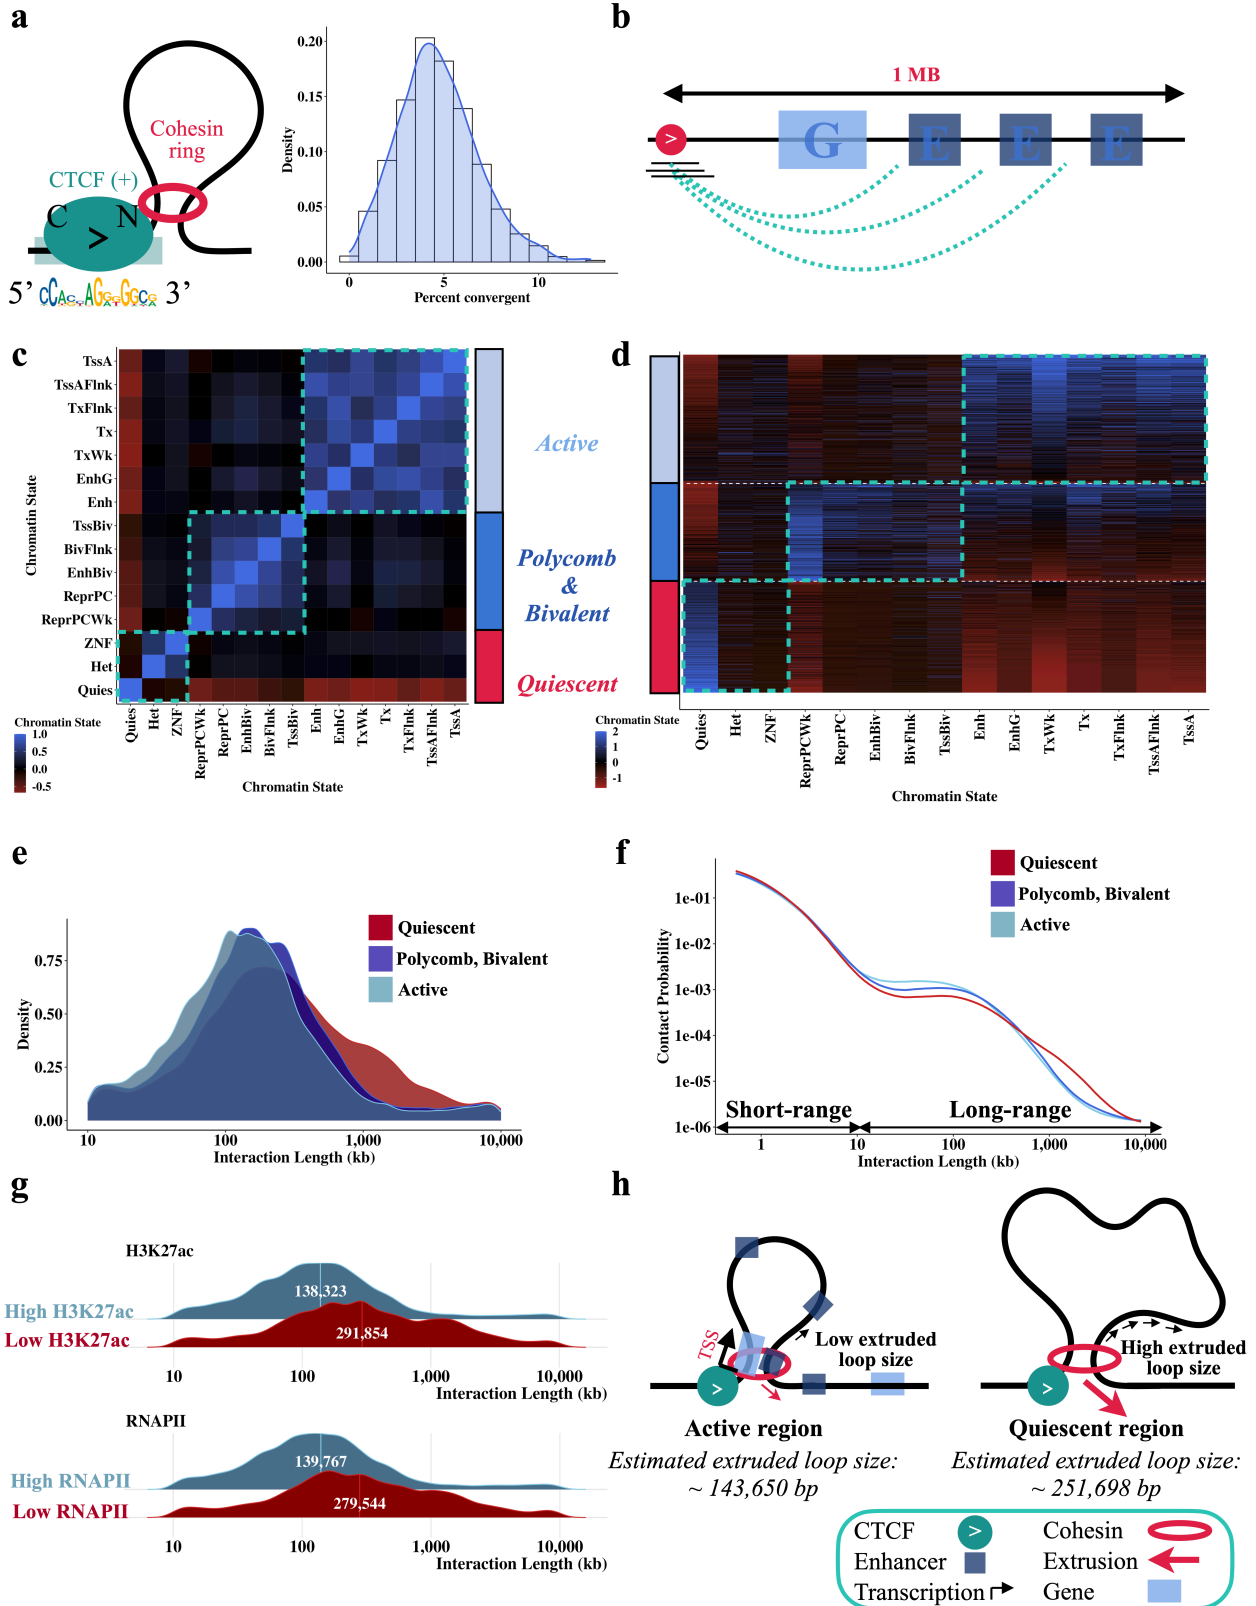 a
Cohesin
ring
CTCF (+)
C N
>
5’ 3’
Density
0.20
0.15
0.10
0.05
0.00
0 5 10
Percent convergent
b
1 MB
>
G E E E
c
Chromatin State
TssA
TssAFlnk
TxFlnk
Tx
TxWk
EnhG
Enh
TssBiv
BivFlnk
EnhBiv
ReprPC
ReprPCWk
ZNF
Het
Quies
Quies Het ZNF ReprPCWk ReprPC EnhBiv BivFlnk TssBiv Enh EnhG TxWk Tx TxFlnk TssAFlnk TssA
Chromatin State
Chromatin State
1.0
0.5
0.0
-0.5
Active
Polycomb
&
Bivalent
Quiescent
d
Quies Het ZNF ReprPCWk ReprPC EnhBiv BivFlnk TssBiv Enh EnhG TxWk Tx TxFlnk TssAFlnk TssA
Chromatin State
Chromatin State
2
1
0
-1
e
Quiescent
Polycomb, Bivalent
Active
Density
0.75
0.50
0.25
0.00
10 100 1,000 10,000
Interaction Length (kb)
f
Quiescent
Polycomb, Bivalent
Active
Contact Probability
1e-01
1e-02
1e-03
1e-04
1e-05
1e-06
Short-range Long-range
1 10 100 1,000 10,000
Interaction Length (kb)
g
H3K27ac
138,323
High H3K27ac
Low H3K27ac
291,854
10 100 1,000 10,000
Interaction Length (kb)
RNAPII
139,767
High RNAPII
Low RNAPII
279,544
10 100 1,000 10,000
Interaction Length (kb)
h
TSS
>
Low extruded
loop size
Active region
Estimated extruded loop size:
~ 143,650 bp
>
High extruded
loop size
Quiescent region
Estimated extruded loop size:
~ 251,698 bp
CTCF > Cohesin
Enhancer Extrusion
Transcription Gene